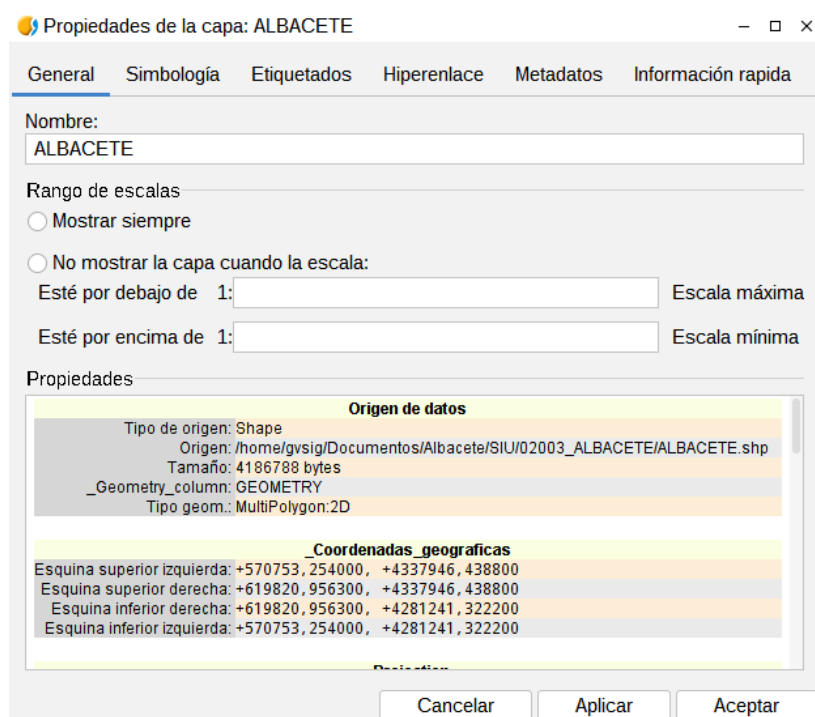 Propiedades de la capa: ALBACETE
General Simbología Etiquetados Hiperenlace Metadatos Información rapida
Nombre:
ALBACETE
Rango de escalas
Mostrar siempre
No mostrar la capa cuando la escala:
Esté por debajo de 1: Escala máxima
Esté por encima de 1: Escala mínima
Propiedades
Origen de datos
Tipo de origen: Shape
Origen: /home/gvsig/Documentos/Albacete/SIU/02003_ALBACETE/ALBACETE.shp
Tamaño: 4186788 bytes
_Geometry_column: GEOMETRY
Tipo geom.: MultiPolygon:2D
_Coordenadas_geograficas
Esquina superior izquierda: +570753,254000, +4337946,438800
Esquina superior derecha: +619820,956300, +4337946,438800
Esquina inferior derecha: +619820,956300, +4281241,322200
Esquina inferior izquierda: +570753,254000, +4281241,322200
Cancelar Aplicar Aceptar